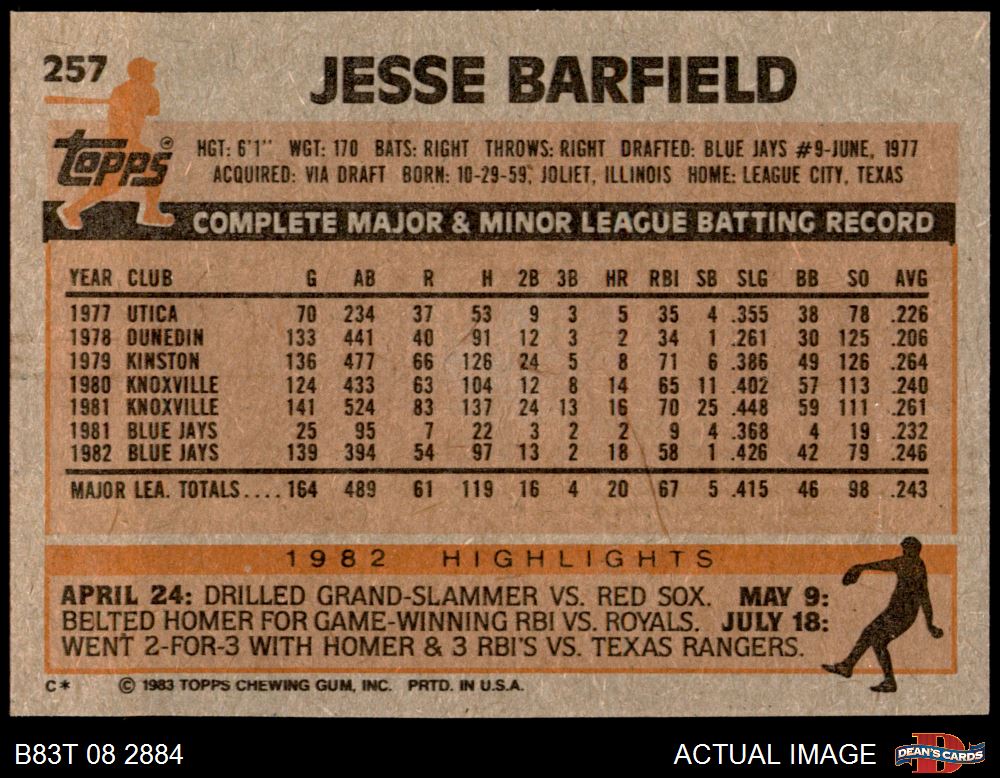 257 JESSE BARFIELD
Topps® HGT: 6'1" WGT: 170 BATS: RIGHT THROWS: RIGHT DRAFTED: BLUE JAYS #9-JUNE, 1977
ACQUIRED: VIA DRAFT BORN: 10-29-59, JOLIET, ILLINOIS HOME: LEAGUE CITY, TEXAS
COMPLETE MAJOR & MINOR LEAGUE BATTING RECORD
YEAR CLUB G AB R H 2B 3B HR RBI SB SLG BB SO AVG
1977 UTICA 70 234 37 53 9 3 5 35 4 .355 38 78 .226
1978 DUNEDIN 133 441 40 91 12 3 2 34 1 .261 30 125 .206
1979 KINSTON 136 477 66 126 24 5 8 71 6 .386 49 126 .264
1980 KNOXVILLE 124 433 63 104 12 8 14 65 11 .402 57 113 .240
1981 KNOXVILLE 141 524 83 137 24 13 16 70 25 .448 59 111 .261
1981 BLUE JAYS 25 95 7 22 3 2 2 9 4 .368 4 19 .232
1982 BLUE JAYS 139 394 54 97 13 2 18 58 1 .426 42 79 .246
MAJOR LEA. TOTALS.... 164 489 61 119 16 4 20 67 5 .415 46 98 .243
1982 HIGHLIGHTS
APRIL 24: DRILLED GRAND-SLAMMER VS. RED SOX. MAY 9:
BELTED HOMER FOR GAME-WINNING RBI VS. ROYALS. JULY 18:
WENT 2-FOR-3 WITH HOMER & 3 RBI'S VS. TEXAS RANGERS.
C* © 1983 TOPPS CHEWING GUM, INC. PRTD. IN U.S.A.
B83T 08 2884 ACTUAL IMAGE D DEAN'S CARDS